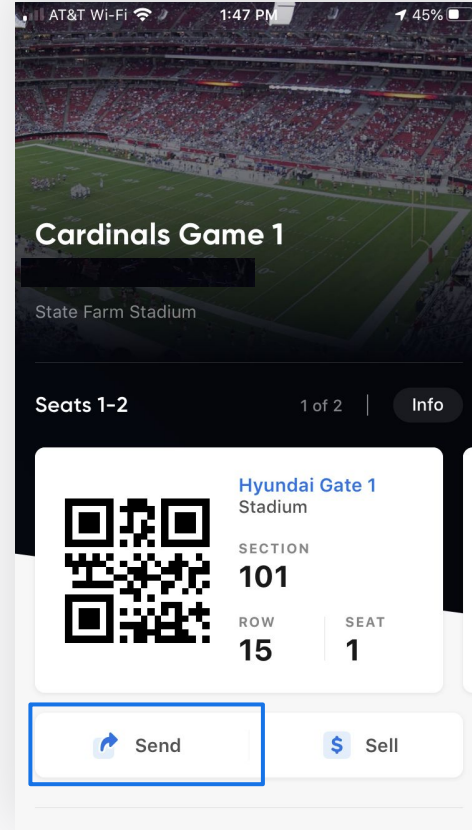 AT&T Wi-Fi 1:47 PM 45%
Cardinals Game 1
State Farm Stadium
Seats 1-2 1 of 2 | Info
Hyundai Gate 1
Stadium
SECTION
101
ROW SEAT
15 1
Send $ Sell